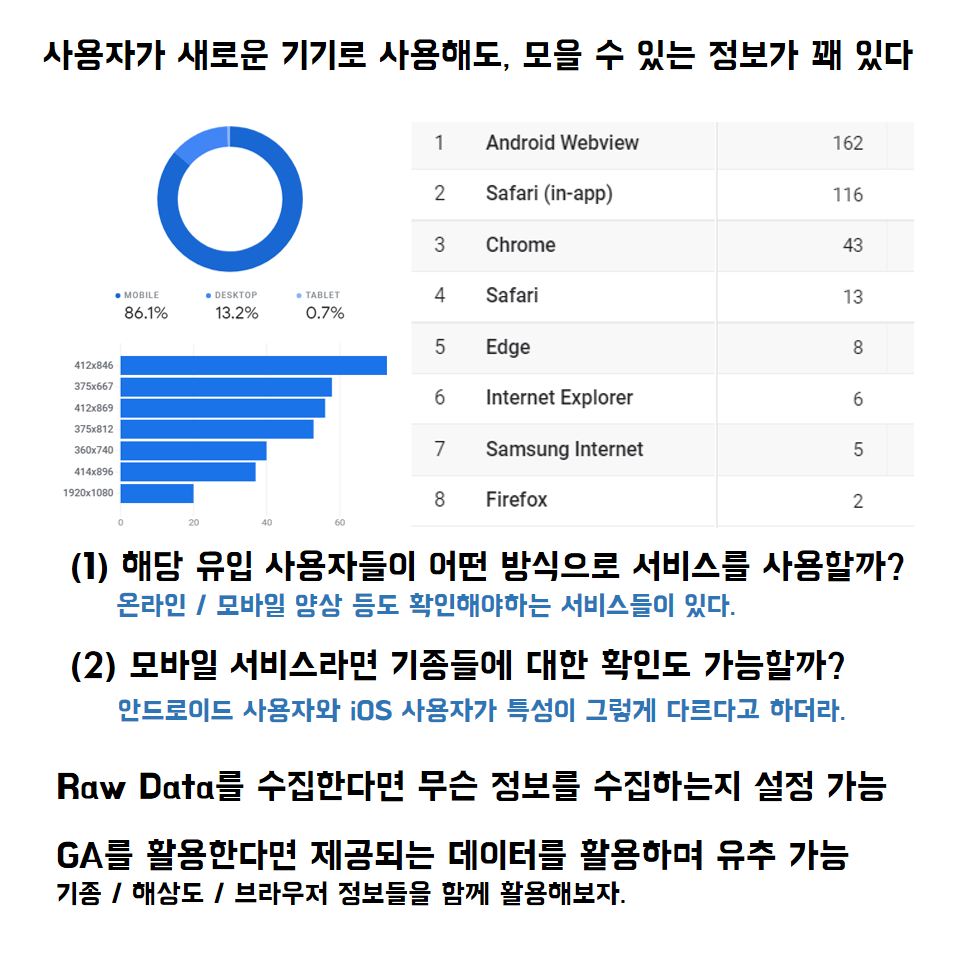 사용자가 새로운 기기로 사용해도, 모을 수 있는 정보가 꽤 있다
MOBILE DESKTOP TABLET
86.1% 13.2% 0.7%
412x846
375x667
412x869
375x812
360x740
414x896
1920x1080
0 20 40 60
1 Android Webview 162
2 Safari (in-app) 116
3 Chrome 43
4 Safari 13
5 Edge 8
6 Internet Explorer 6
7 Samsung Internet 5
8 Firefox 2
(1) 해당 유입 사용자들이 어떤 방식으로 서비스를 사용할까?
온라인 / 모바일 양상 등도 확인해야하는 서비스들이 있다.
(2) 모바일 서비스라면 기종들에 대한 확인도 가능할까?
안드로이드 사용자와 iOS 사용자가 특성이 그렇게 다르다고 하더라.
Raw Data를 수집한다면 무슨 정보를 수집하는지 설정 가능
GA를 활용한다면 제공되는 데이터를 활용하며 유추 가능
기종 / 해상도 / 브라우저 정보들을 함께 활용해보자.